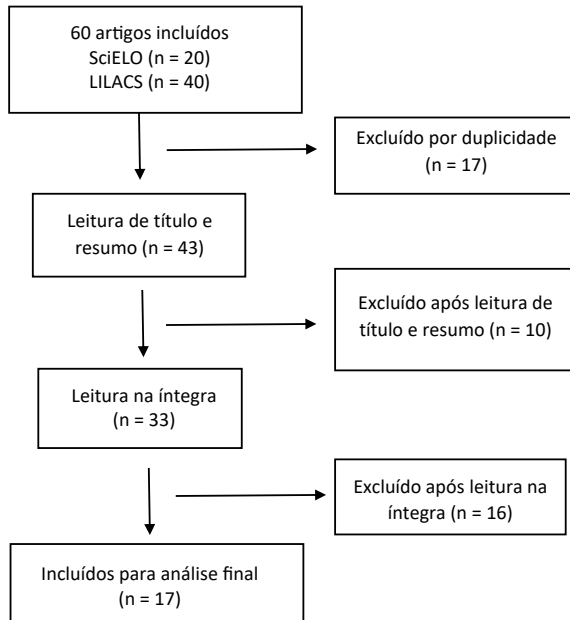 60 artigos incluídos
SciELO (n = 20)
LILACS (n = 40)
Excluído por duplicidade
(n = 17)
Leitura de título e
resumo (n = 43)
Excluído após leitura de
título e resumo (n = 10)
Leitura na íntegra
(n = 33)
Excluído após leitura na
íntegra (n = 16)
Incluídos para análise final
(n = 17)